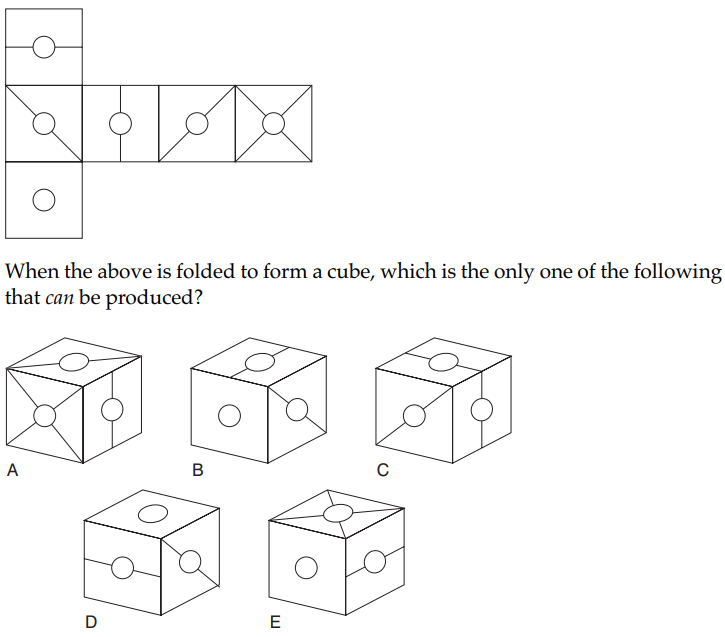 When the above is folded to form a cube, which is the only one of the following
that can be produced?
A
B
C
D
E